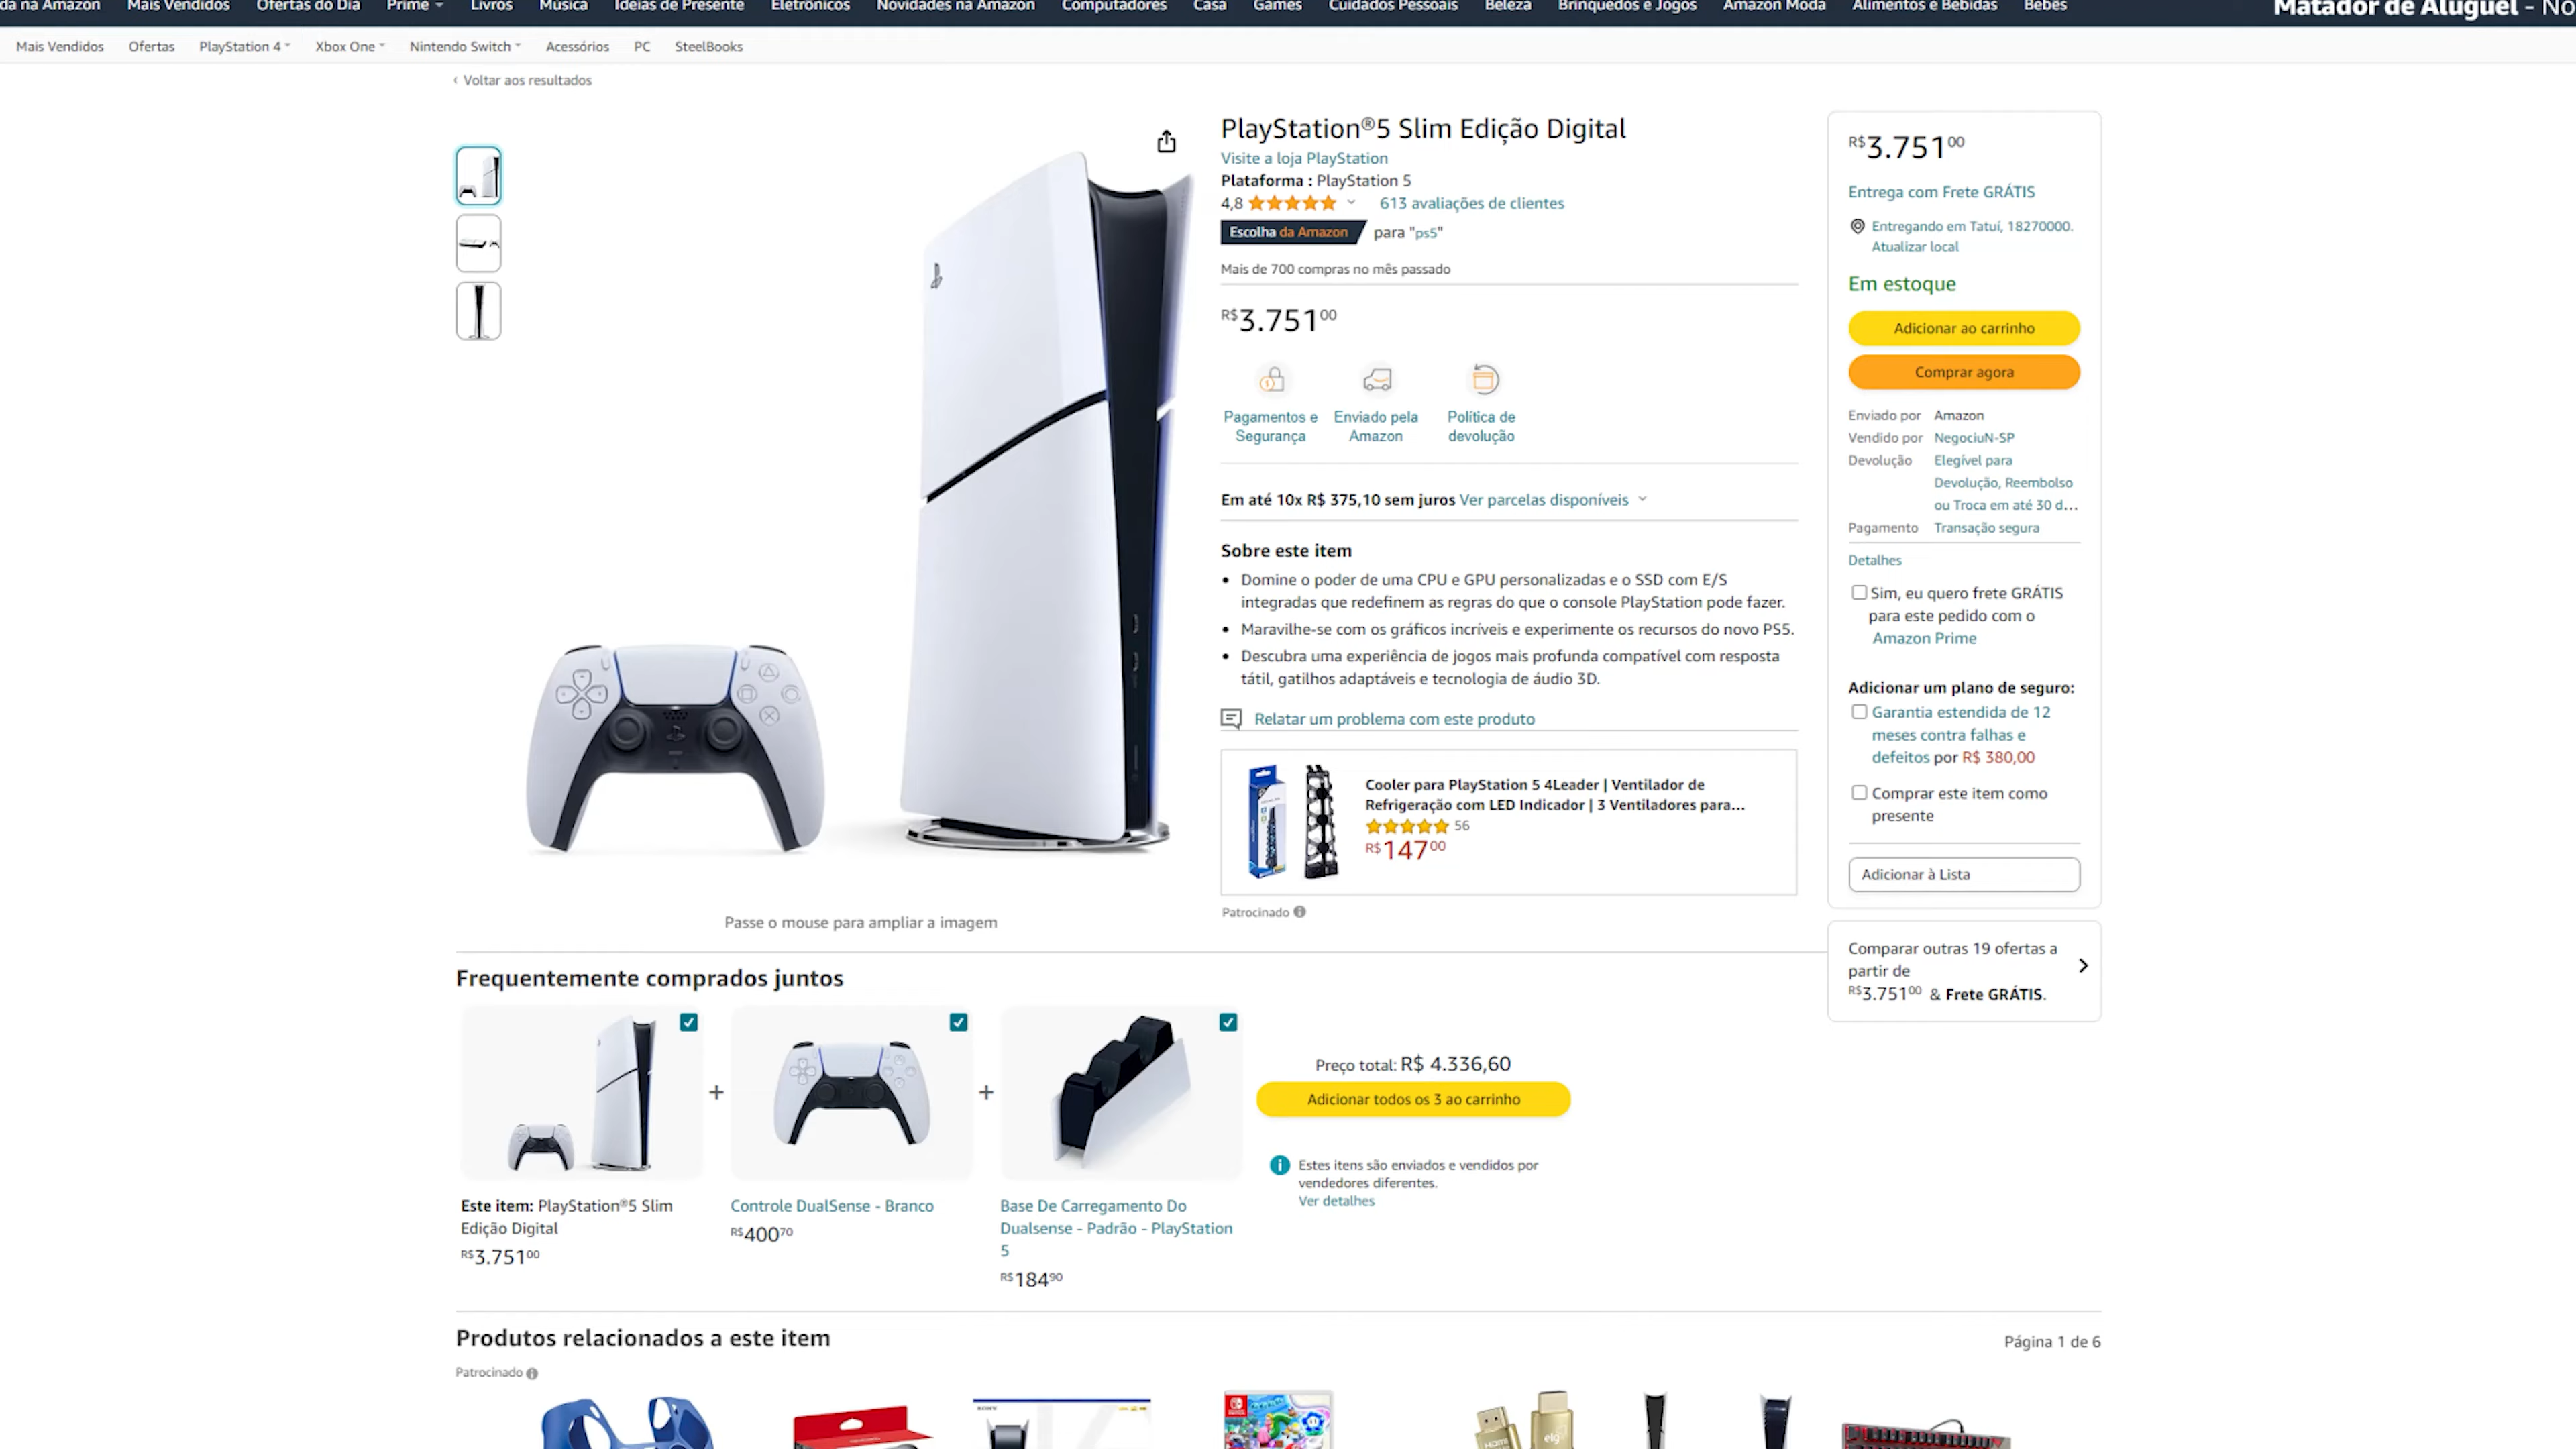 da na Amazon Mais Vendidos Ofertas do Dia Prime Livros Música Ideias de Presente Eletrônicos Novidades na Amazon Computadores Casa Games Cuidados Pessoais Beleza Brinquedos e Jogos Amazon Moda Alimentos e Bebidas Bebês Matador de Aluguel - No
Mais Vendidos Ofertas PlayStation 4 Xbox One Nintendo Switch Acessórios PC SteelBooks
‹ Voltar aos resultados
PlayStation®5 Slim Edição Digital
Visite a loja PlayStation
Plataforma : PlayStation 5
4,8 613 avaliações de clientes
Escolha da Amazon para "ps5"
Mais de 700 compras no mês passado
R$3.75100
Pagamentos e Segurança
Enviado pela Amazon
Política de devolução
Em até 10x R$ 375,10 sem juros Ver parcelas disponíveis
Sobre este item
• Domine o poder de uma CPU e GPU personalizadas e o SSD com E/S
integradas que redefinem as regras do que o console PlayStation pode fazer.
• Maravilhe-se com os gráficos incríveis e experimente os recursos do novo PS5.
• Descubra uma experiência de jogos mais profunda compatível com resposta
tátil, gatilhos adaptáveis e tecnologia de áudio 3D.
Relatar um problema com este produto
Cooler para PlayStation 5 4Leader | Ventilador de
Refrigeração com LED Indicador | 3 Ventiladores para...
56
R$14700
Patrocinado
Passe o mouse para ampliar a imagem
R$3.75100
Entrega com Frete GRÁTIS
Entregando em Tatuí, 18270000.
Atualizar local
Em estoque
Adicionar ao carrinho
Comprar agora
Enviado por Amazon
Vendido por NegociuN-SP
Devolução Elegível para
Devolução, Reembolso
ou Troca em até 30 d...
Pagamento Transação segura
Detalhes
Sim, eu quero frete GRÁTIS
para este pedido com o
Amazon Prime
Adicionar um plano de seguro:
Garantia estendida de 12
meses contra falhas e
defeitos por R$ 380,00
Comprar este item como
presente
Adicionar à Lista
Comparar outras 19 ofertas a
partir de
R$3.75100 & Frete GRÁTIS.
Frequentemente comprados juntos
+
+
Este item: PlayStation®5 Slim
Edição Digital
R$3.75100
Controle DualSense - Branco
R$40070
Base De Carregamento Do
Dualsense - Padrão - PlayStation
5
R$18490
Preço total: R$ 4.336,60
Adicionar todos os 3 ao carrinho
Estes itens são enviados e vendidos por
vendedores diferentes.
Ver detalhes
Produtos relacionados a este item
Página 1 de 6
Patrocinado
SONY
HDMI
elg